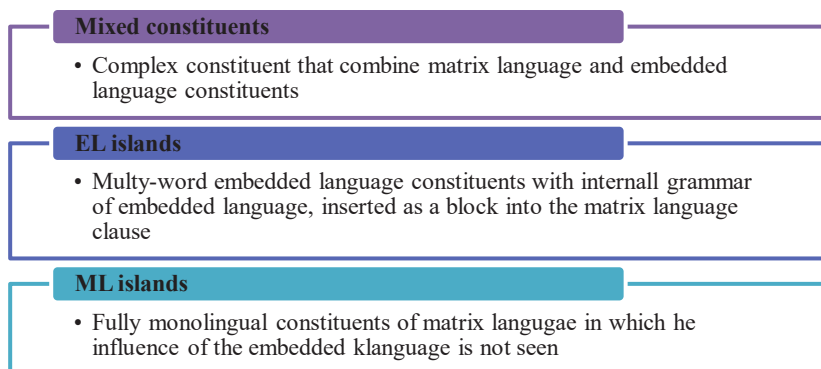 Mixed constituents
• Complex constituent that combine matrix language and embedded
language constituents
EL islands
• Multy-word embedded language constituents with internall grammar
of embedded language, inserted as a block into the matrix language
clause
ML islands
• Fully monolingual constituents of matrix langugae in which he
influence of the embedded klanguage is not seen